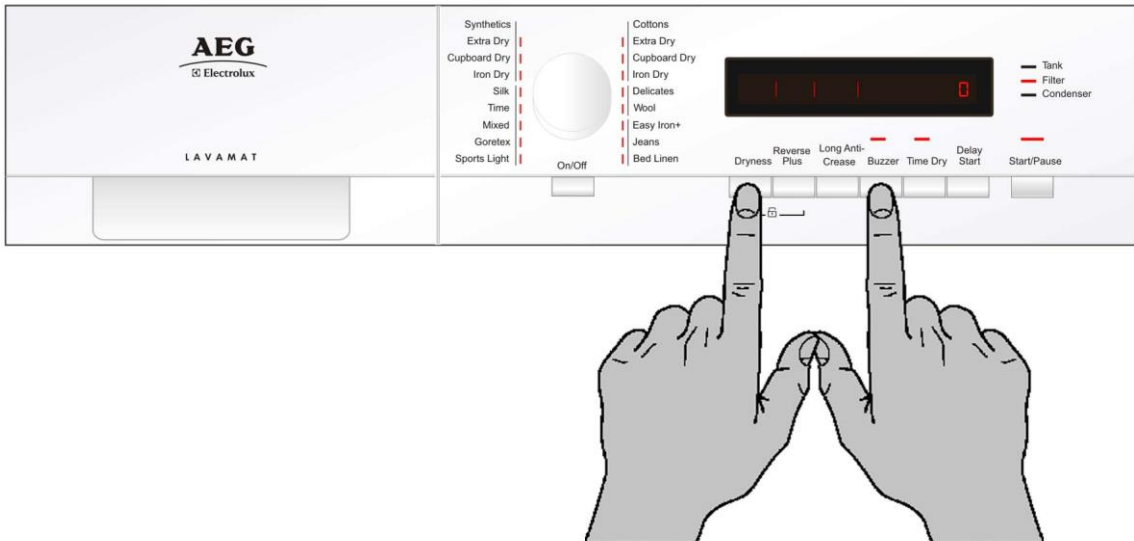 AEG
Electrolux
LAVAMAT
Synthetics
Extra Dry
Cupboard Dry
Iron Dry
Silk
Time
Mixed
Goretex
Sports Light
On/Off
Cottons
Extra Dry
Cupboard Dry
Iron Dry
Delicates
Wool
Easy Iron+
Jeans
Bed Linen
0
Tank
Filter
Condenser
Dryness
Reverse
Plus
Long Anti-
Crease
Buzzer
Time Dry
Delay
Start
Start/Pause